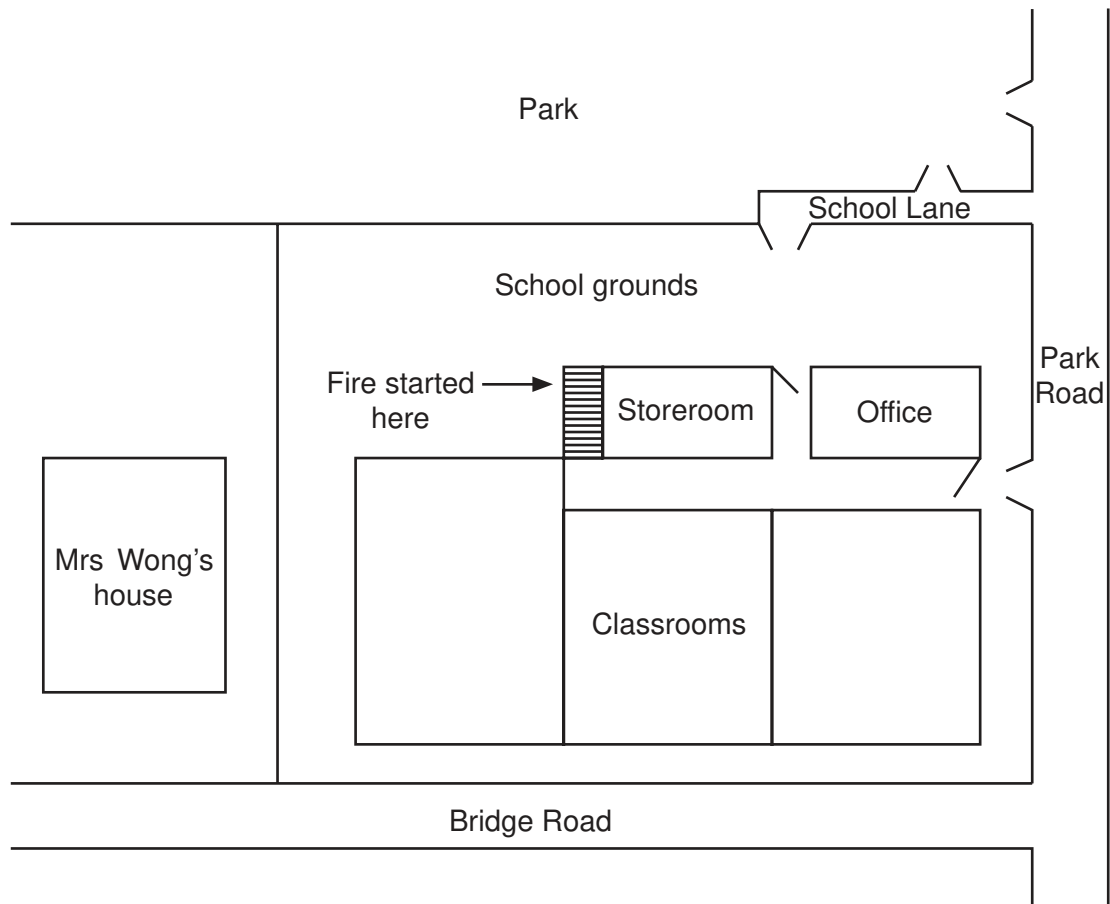 Park
School Lane
School grounds
Park
Road
Fire started
here
Storeroom
Office
Mrs Wong's
house
Classrooms
Bridge Road